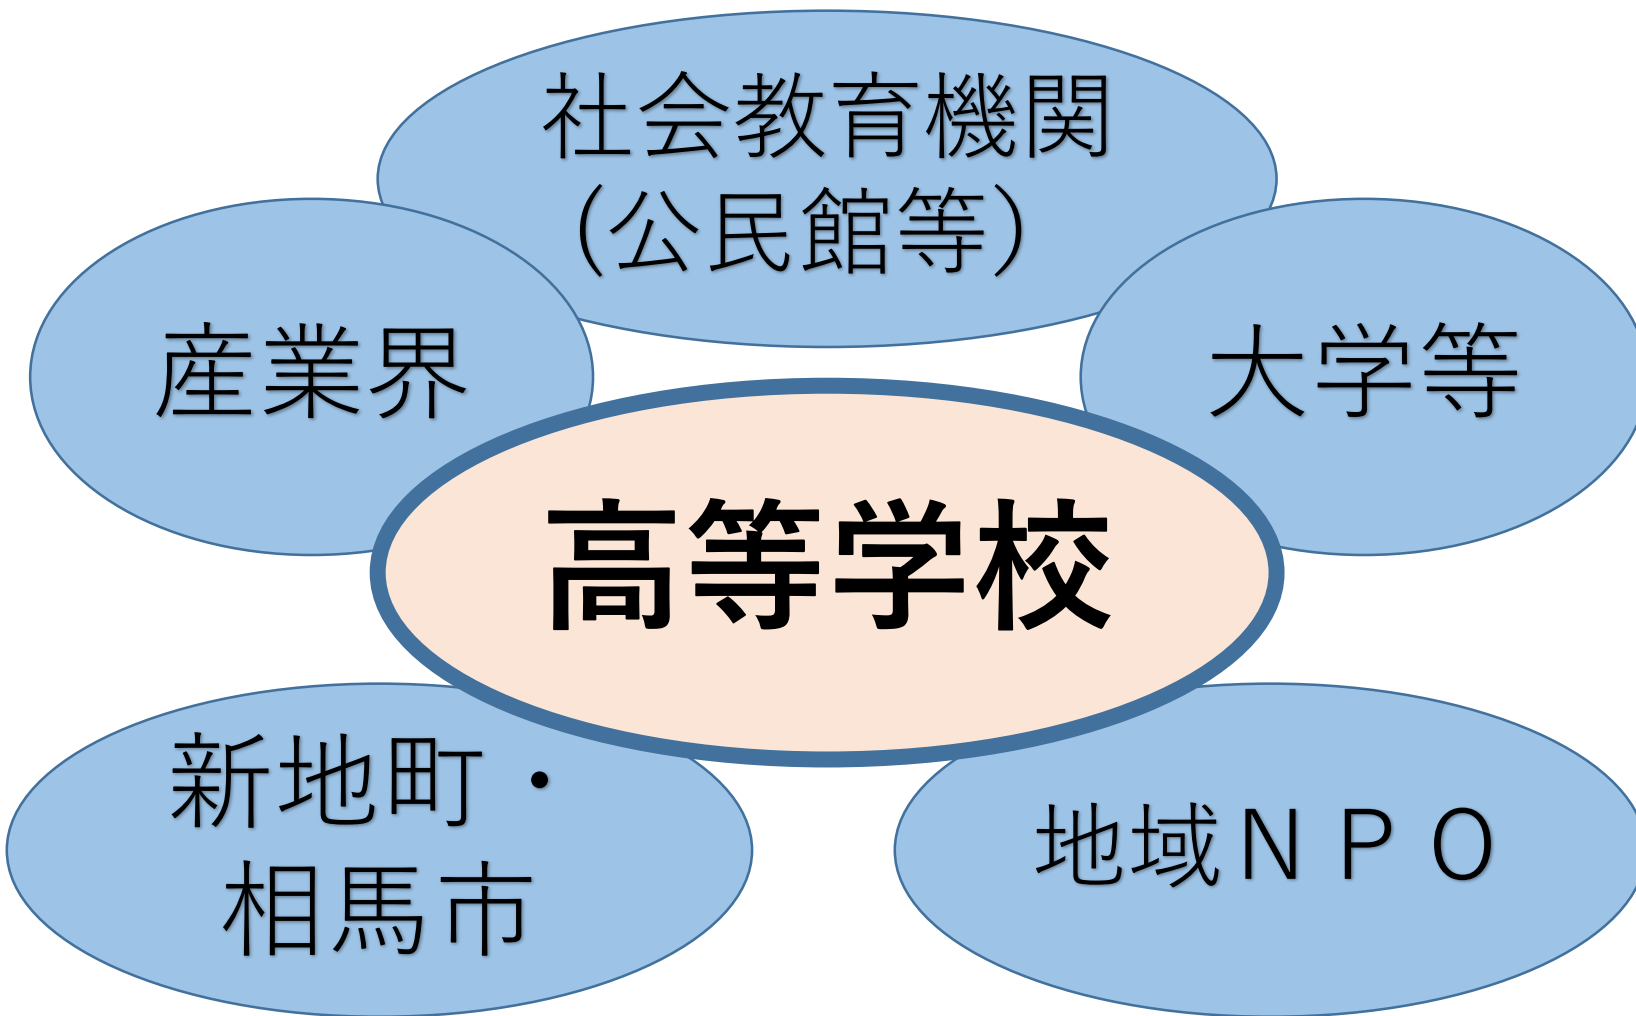 社会教育機関
（公民館等）
産業界
大学等
高等学校
新地町・
相馬市
地域ＮＰＯ